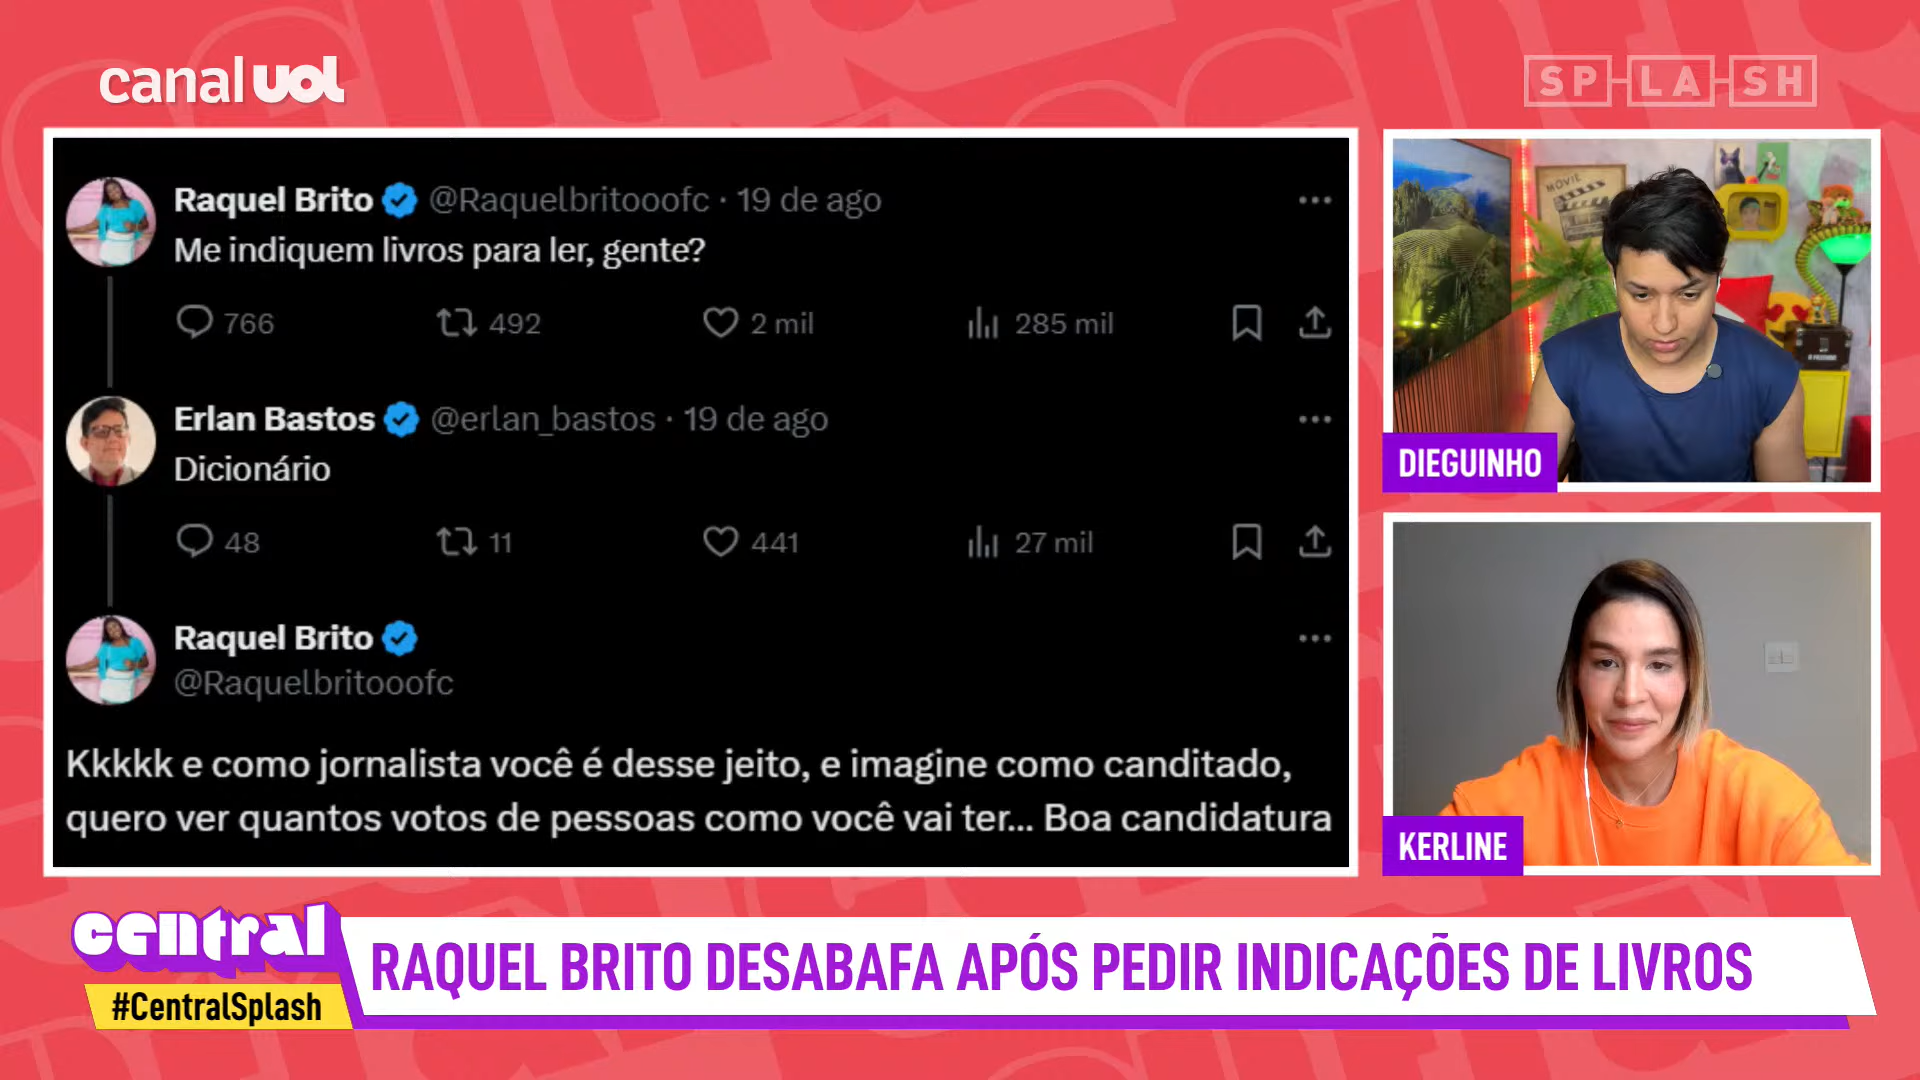 canal UOL
SPLASH
Raquel Brito @Raquelbritooofc · 19 de ago
Me indiquem livros para ler, gente?
766 492 2 mil 285 mil
Erlan Bastos @erlan_bastos · 19 de ago
Dicionário
48 11 441 27 mil
Raquel Brito
@Raquelbritooofc
Kkkkk e como jornalista você é desse jeito, e imagine como canditado,
quero ver quantos votos de pessoas como você vai ter... Boa candidatura
MOVIE
DIEGUINHO
KERLINE
central
#CentralSplash
RAQUEL BRITO DESABAFA APÓS PEDIR INDICAÇÕES DE LIVROS